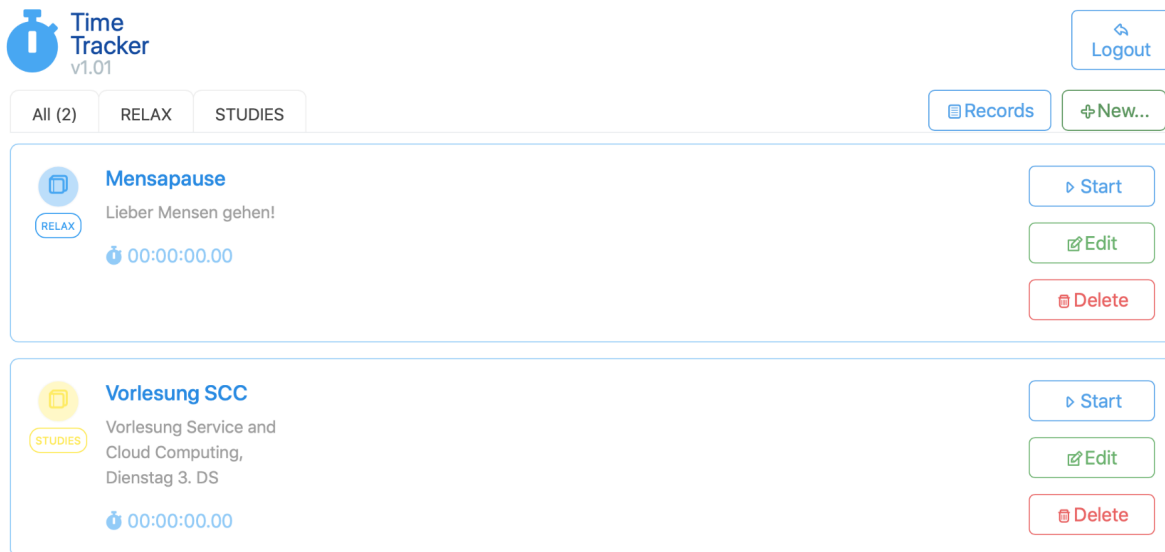 Time
Tracker
v1.01
Logout
All (2)
RELAX
STUDIES
Records
New...
Mensapause
Lieber Mensen gehen!
RELAX
00:00:00.00
Start
Edit
Delete
Vorlesung SCC
Vorlesung Service and
Cloud Computing,
Dienstag 3. DS
STUDIES
00:00:00.00
Start
Edit
Delete